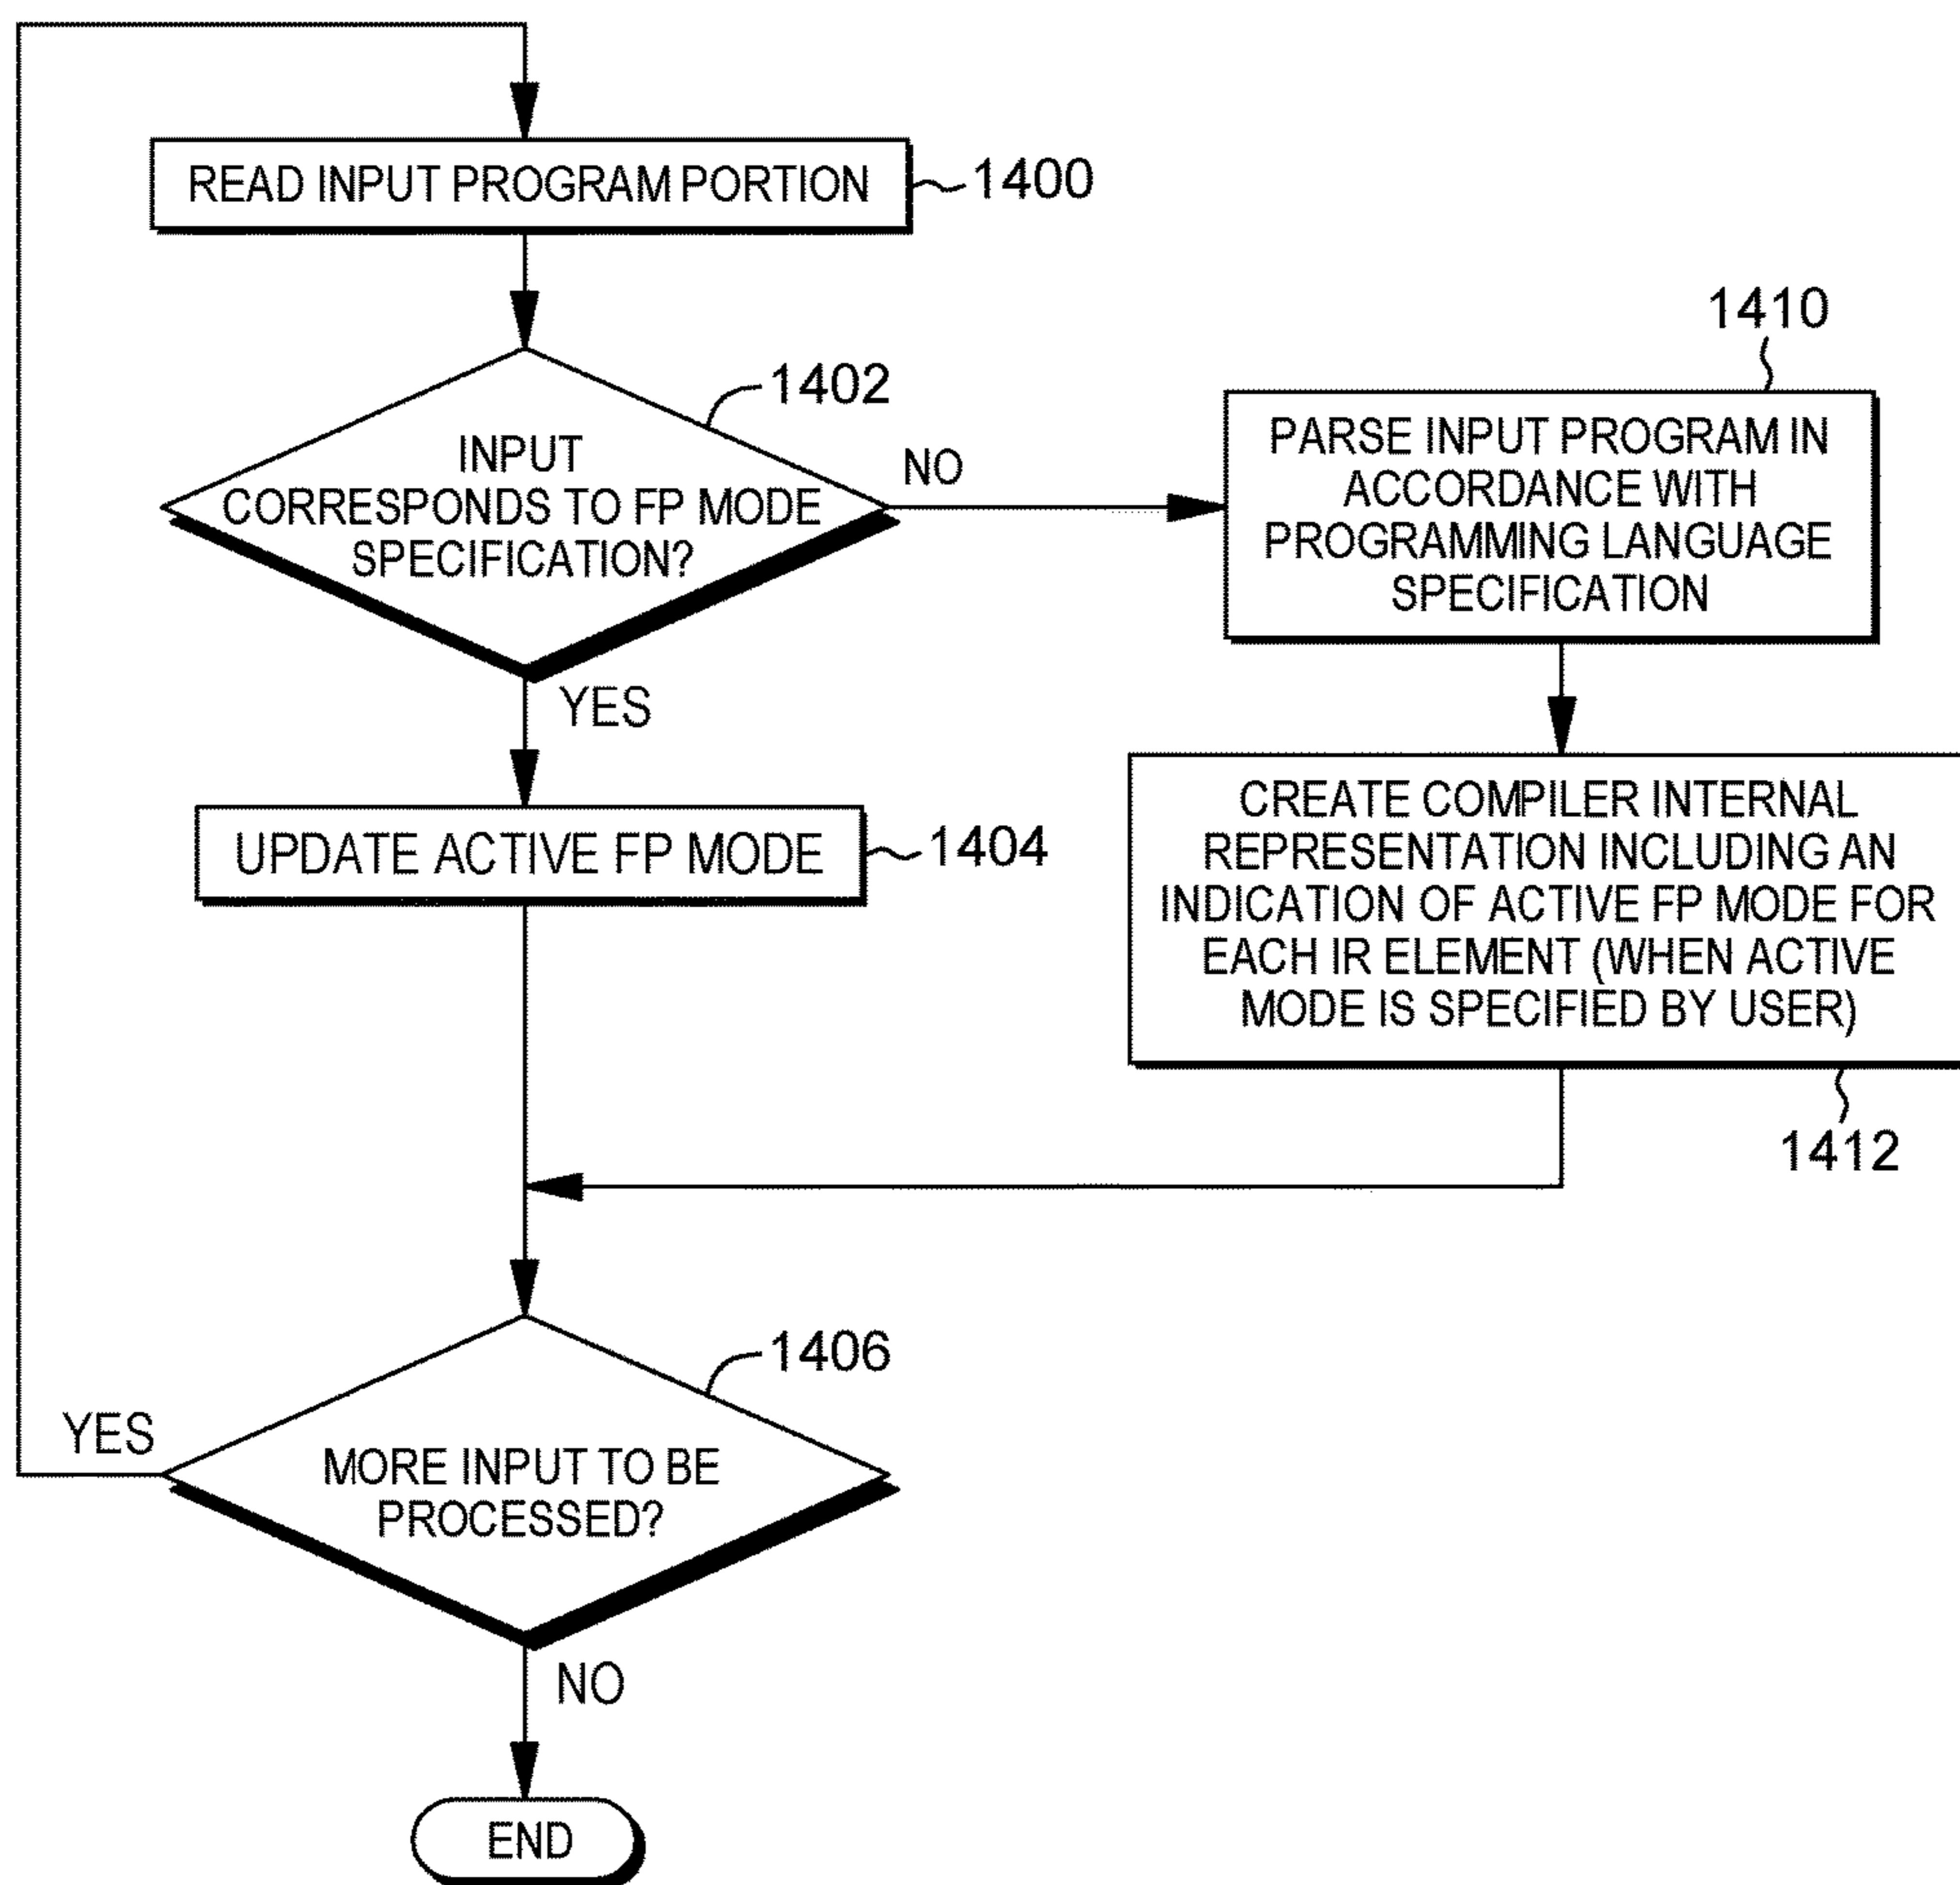 READ INPUT PROGRAM PORTION
1400
1402
INPUT
CORRESPONDS TO FP MODE
SPECIFICATION?
NO
YES
1410
PARSE INPUT PROGRAM IN
ACCORDANCE WITH
PROGRAMMING LANGUAGE
SPECIFICATION
UPDATE ACTIVE FP MODE
1404
CREATE COMPILER INTERNAL
REPRESENTATION INCLUDING AN
INDICATION OF ACTIVE FP MODE FOR
EACH IR ELEMENT (WHEN ACTIVE
MODE IS SPECIFIED BY USER)
1412
1406
YES
MORE INPUT TO BE
PROCESSED?
NO
END